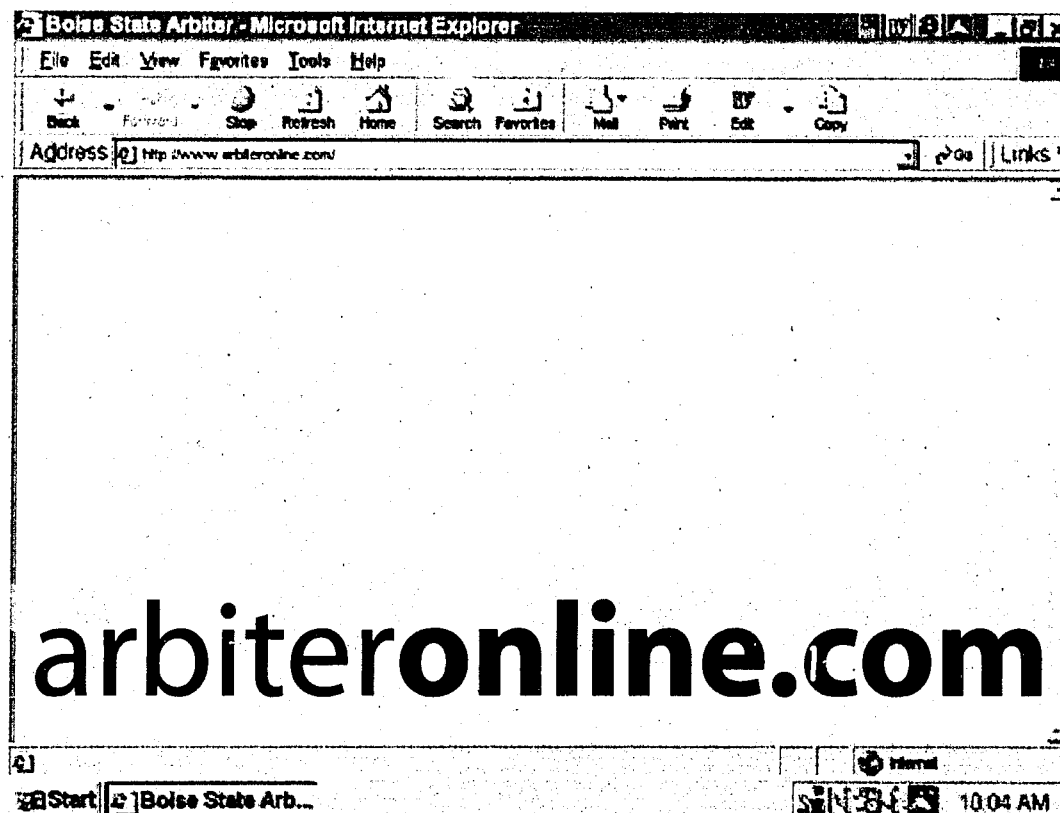 Boise State Arbiter - Microsoft Internet Explorer
File Edit View Favorites Tools Help
Back Forward Stop Refresh Home Search Favorites Mail Print Edit Copy
Address http://www.arbiteronline.com/ Go Links
arbiteronline.com
Internet
Start Boise State Arb... 10:04 AM